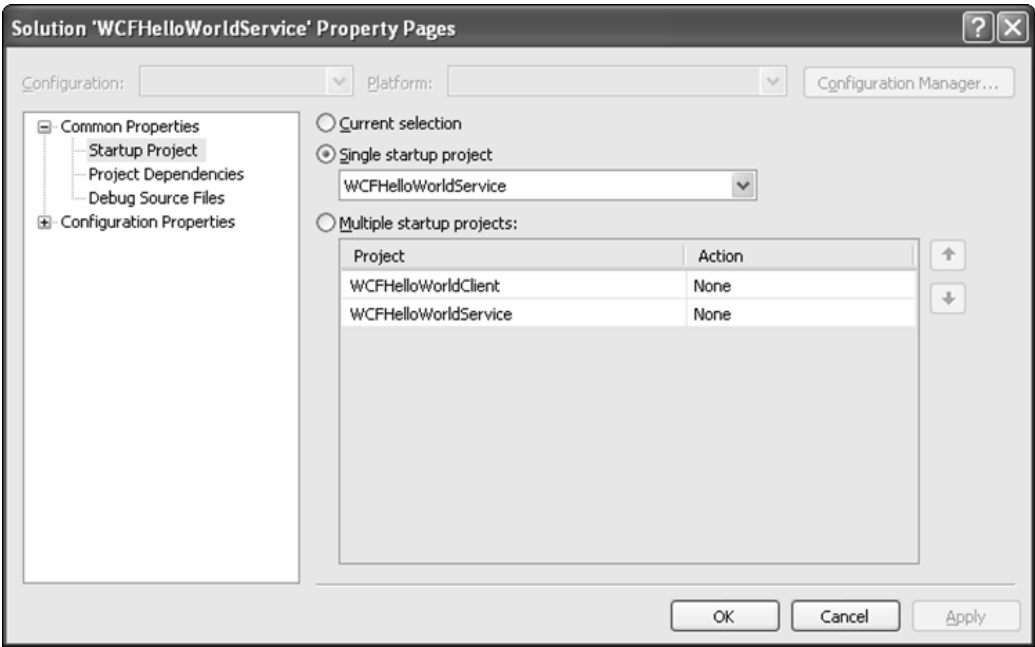 Solution 'WCFHelloWorldService' Property Pages
Configuration: Platform: Configuration Manager...
Common Properties
Startup Project
Project Dependencies
Debug Source Files
Configuration Properties
Current selection
Single startup project
WCFHelloWorldService
Multiple startup projects:
Project Action
WCFHelloWorldClient None
WCFHelloWorldService None
OK Cancel Apply